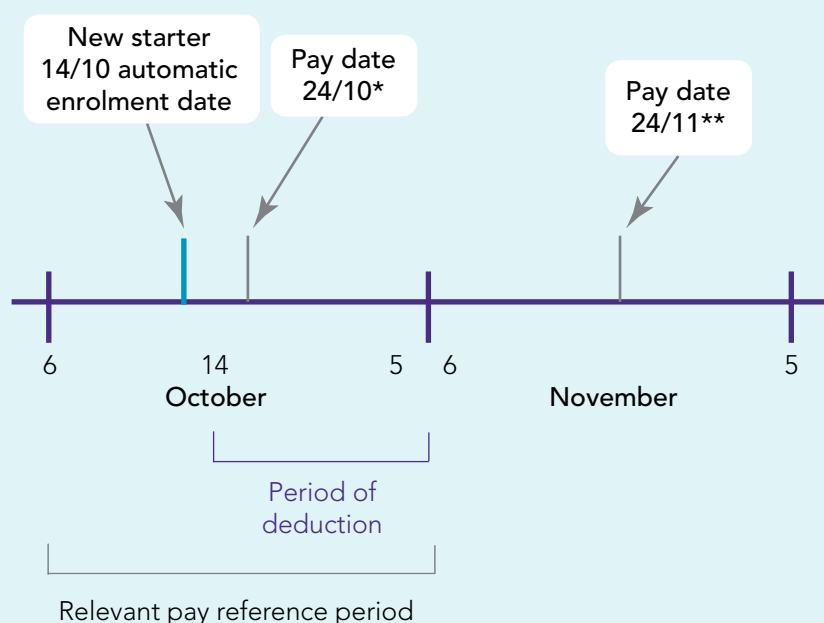 New starter
14/10 automatic
enrolment date
Pay date
24/10*
Pay date
24/11**
6
14
5
6
5
October
November
Period of
deduction
Relevant pay reference period